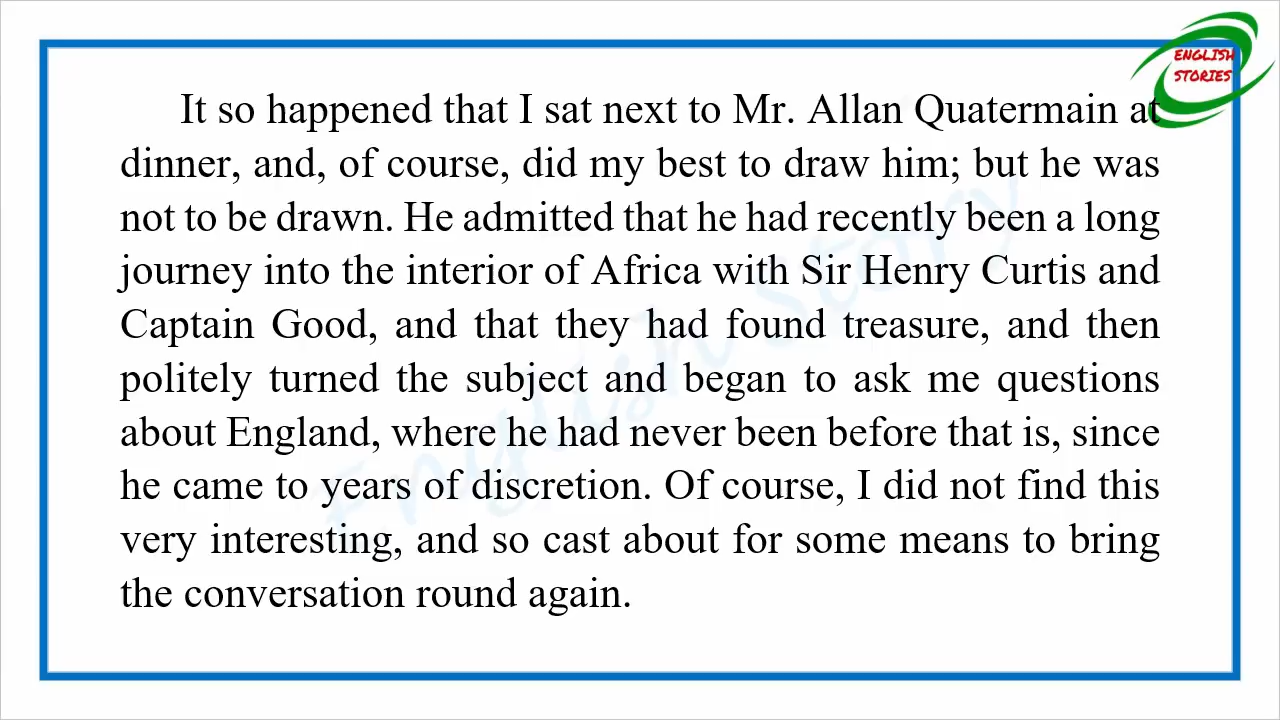 ENGLISH
STORIES
It so happened that I sat next to Mr. Allan Quatermain at
dinner, and, of course, did my best to draw him; but he was
not to be drawn. He admitted that he had recently been a long
journey into the interior of Africa with Sir Henry Curtis and
Captain Good, and that they had found treasure, and then
politely turned the subject and began to ask me questions
about England, where he had never been before that is, since
he came to years of discretion. Of course, I did not find this
very interesting, and so cast about for some means to bring
the conversation round again.
English Story